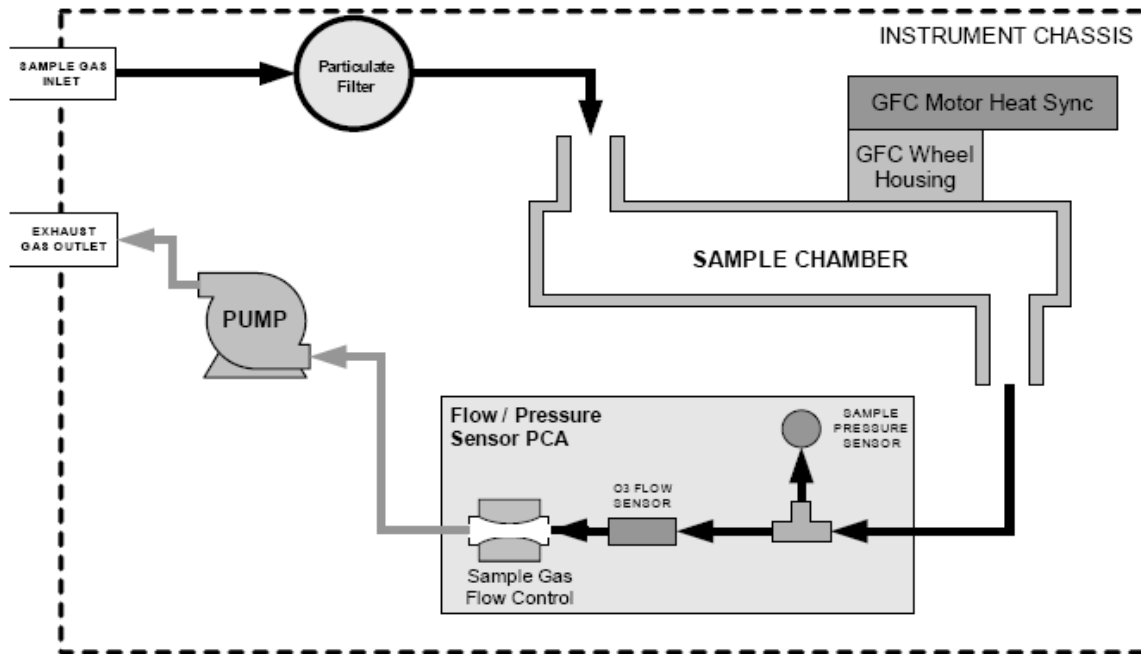 INSTRUMENT CHASSIS
SAMPLE GAS
INLET
Particulate
Filter
GFC Motor Heat Sync
GFC Wheel
Housing
EXHAUST
GAS OUTLET
SAMPLE CHAMBER
PUMP
Flow / Pressure
Sensor PCA
SAMPLE
PRESSURE
SENSOR
O3 FLOW
SENSOR
Sample Gas
Flow Control